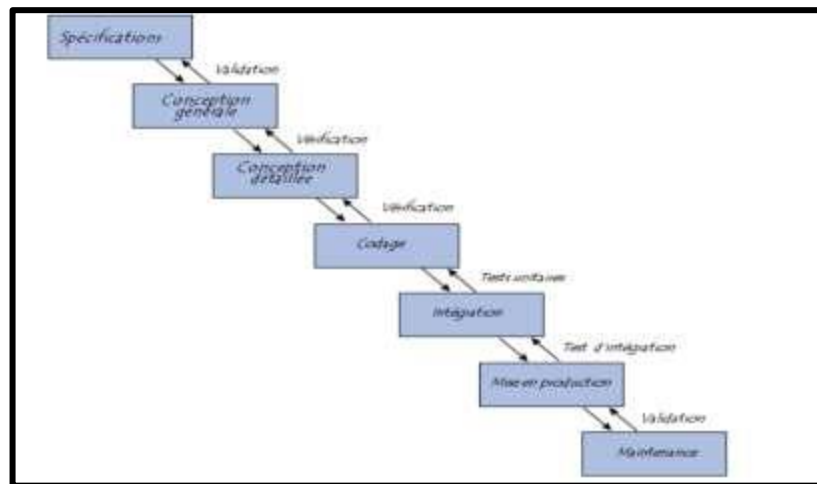 Spécifications
Validation
Conception
générale
Vérification
Conception
détaillée
Vérification
Codage
Tests unitaires
Intégration
Test d'intégration
Mise en production
Validation
Maintenance